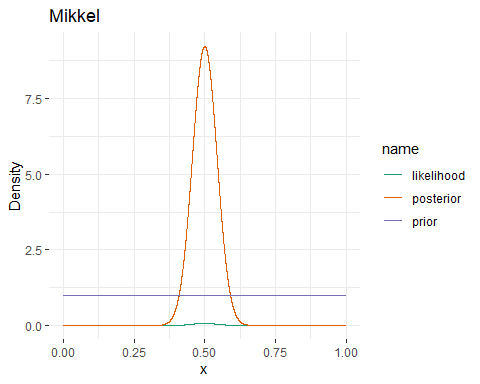 Mikkel
7.5
5.0
2.5
0.0
Density
0.00 0.25 0.50 0.75 1.00
x
name
likelihood
posterior
prior